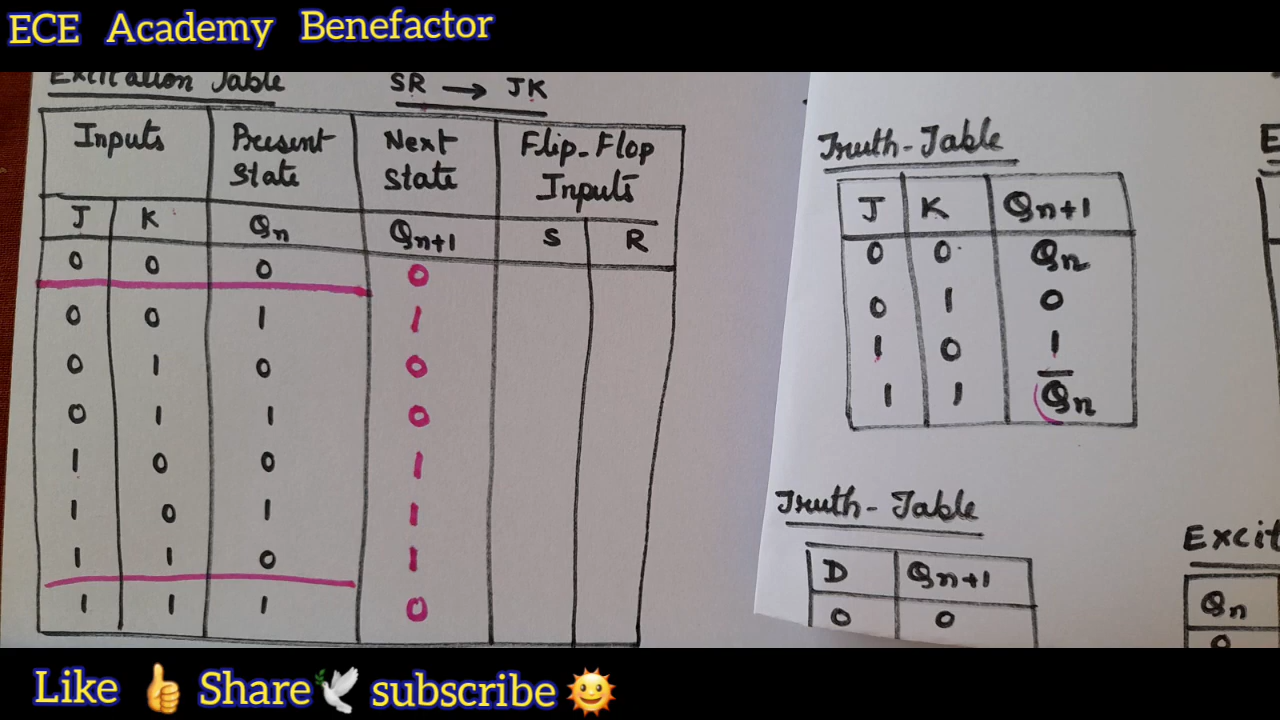 ECE Academy Benefactor
Excitation Table SR → JK
Inputs Present State Next State Flip-Flop Inputs
J K Qn Qn+1 S R
0 0 0 0
0 0 1 1
0 1 0 0
0 1 1 0
1 0 0 1
1 0 1 1
1 1 0 1
1 1 1 0
Truth-Table
J K Qn+1
0 0 Qn
0 1 0
1 0 1
1 1 Q̅n
Truth-Table
D Qn+1
0 0
E
Excit
Qn
0
Like 👍 Share 🕊 subscribe 🌞